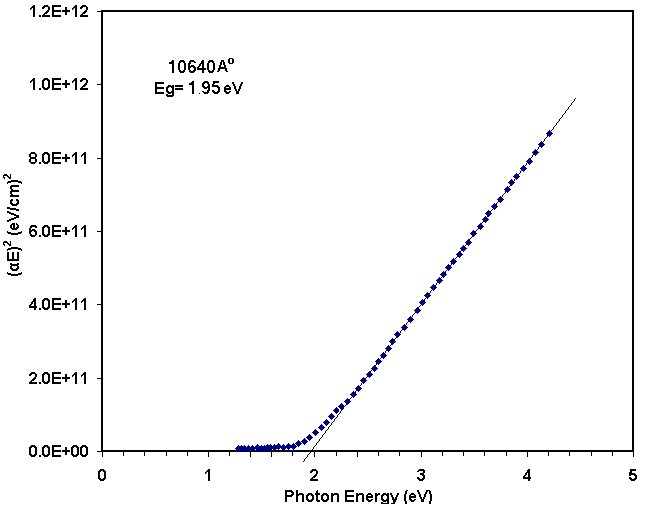 1.2E+12
1.0E+12
8.0E+11
6.0E+11
4.0E+11
2.0E+11
0.0E+00
(αE)² (eV/cm)²
10640Aº
Eg= 1.95 eV
0 1 2 3 4 5
Photon Energy (eV)